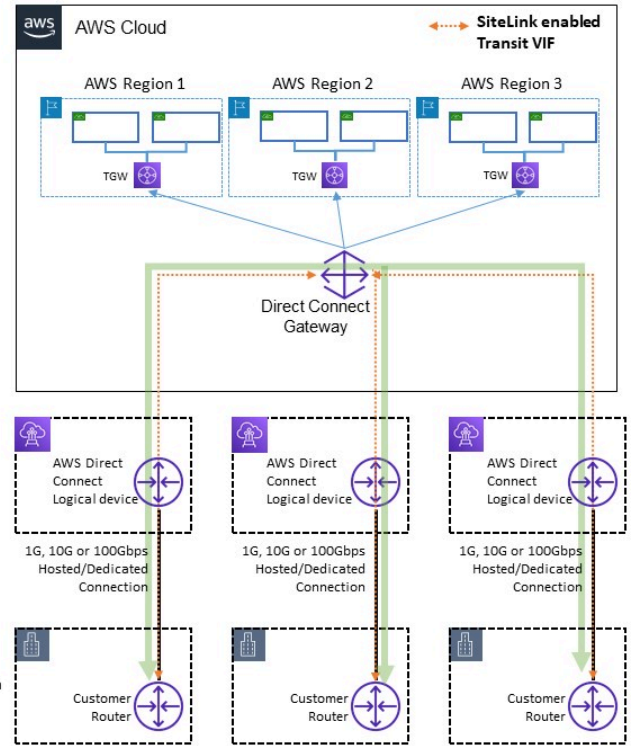 aws
AWS Cloud
SiteLink enabled
Transit VIF
AWS Region 1
AWS Region 2
AWS Region 3
TGW
TGW
TGW
Direct Connect
Gateway
AWS Direct
Connect
Logical device
AWS Direct
Connect
Logical device
AWS Direct
Connect
Logical device
1G, 10G or 100Gbps
Hosted/Dedicated
Connection
1G, 10G or 100Gbps
Hosted/Dedicated
Connection
1G, 10G or 100Gbps
Hosted/Dedicated
Connection
Customer
Router
Customer
Router
Customer
Router